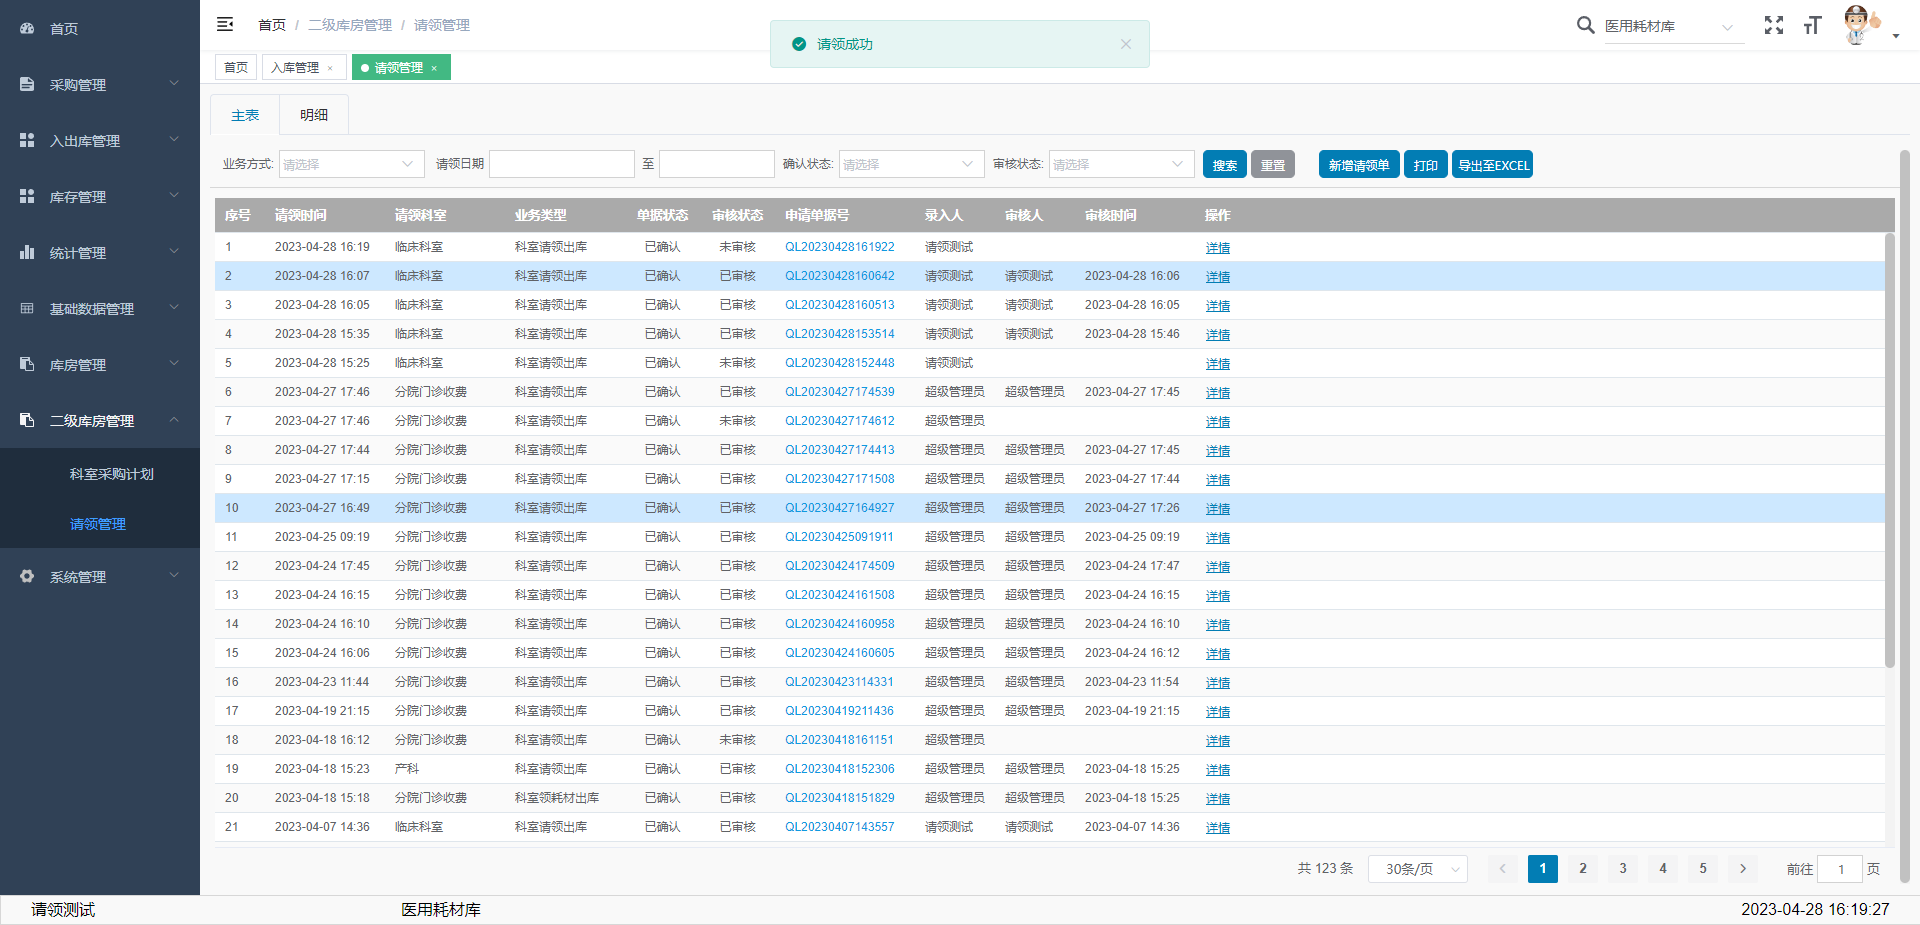 首页
采购管理
入出库管理
库存管理
统计管理
基础数据管理
库房管理
二级库房管理
科室采购计划
请领管理
系统管理
首页 / 二级库房管理 / 请领管理
请领成功
医用耗材库
首页 入库管理 × 请领管理 ×
主表 明细
业务方式: 请选择 请领日期 至 确认状态: 请选择 审核状态: 请选择 搜索 重置 新增请领单 打印 导出至EXCEL
序号 请领时间 请领科室 业务类型 单据状态 审核状态 申请单据号 录入人 审核人 审核时间 操作
1 2023-04-28 16:19 临床科室 科室请领出库 已确认 未审核 QL20230428161922 请领测试 详情
2 2023-04-28 16:07 临床科室 科室请领出库 已确认 已审核 QL20230428160642 请领测试 请领测试 2023-04-28 16:06 详情
3 2023-04-28 16:05 临床科室 科室请领出库 已确认 已审核 QL20230428160513 请领测试 请领测试 2023-04-28 16:05 详情
4 2023-04-28 15:35 临床科室 科室请领出库 已确认 已审核 QL20230428153514 请领测试 请领测试 2023-04-28 15:46 详情
5 2023-04-28 15:25 临床科室 科室请领出库 已确认 未审核 QL20230428152448 请领测试 详情
6 2023-04-27 17:46 分院门诊收费 科室请领出库 已确认 已审核 QL20230427174539 超级管理员 超级管理员 2023-04-27 17:45 详情
7 2023-04-27 17:46 分院门诊收费 科室请领出库 已确认 未审核 QL20230427174612 超级管理员 详情
8 2023-04-27 17:44 分院门诊收费 科室请领出库 已确认 已审核 QL20230427174413 超级管理员 超级管理员 2023-04-27 17:45 详情
9 2023-04-27 17:15 分院门诊收费 科室请领出库 已确认 已审核 QL20230427171508 超级管理员 超级管理员 2023-04-27 17:44 详情
10 2023-04-27 16:49 分院门诊收费 科室请领出库 已确认 已审核 QL20230427164927 超级管理员 超级管理员 2023-04-27 17:26 详情
11 2023-04-25 09:19 分院门诊收费 科室请领出库 已确认 已审核 QL20230425091911 超级管理员 超级管理员 2023-04-25 09:19 详情
12 2023-04-24 17:45 分院门诊收费 科室请领出库 已确认 已审核 QL20230424174509 超级管理员 超级管理员 2023-04-24 17:47 详情
13 2023-04-24 16:15 分院门诊收费 科室请领出库 已确认 已审核 QL20230424161508 超级管理员 超级管理员 2023-04-24 16:15 详情
14 2023-04-24 16:10 分院门诊收费 科室请领出库 已确认 已审核 QL20230424160958 超级管理员 超级管理员 2023-04-24 16:10 详情
15 2023-04-24 16:06 分院门诊收费 科室请领出库 已确认 已审核 QL20230424160605 超级管理员 超级管理员 2023-04-24 16:12 详情
16 2023-04-23 11:44 分院门诊收费 科室请领出库 已确认 已审核 QL20230423114331 超级管理员 超级管理员 2023-04-23 11:54 详情
17 2023-04-19 21:15 分院门诊收费 科室请领出库 已确认 已审核 QL20230419211436 超级管理员 超级管理员 2023-04-19 21:15 详情
18 2023-04-18 16:12 分院门诊收费 科室请领出库 已确认 未审核 QL20230418161151 超级管理员 详情
19 2023-04-18 15:23 产科 科室请领出库 已确认 已审核 QL20230418152306 超级管理员 超级管理员 2023-04-18 15:25 详情
20 2023-04-18 15:18 分院门诊收费 科室领耗材出库 已确认 已审核 QL20230418151829 超级管理员 超级管理员 2023-04-18 15:25 详情
21 2023-04-07 14:36 临床科室 科室请领出库 已确认 已审核 QL20230407143557 请领测试 请领测试 2023-04-07 14:36 详情
共 123 条 30条/页 1 2 3 4 5 前往 1 页
请领测试 医用耗材库 2023-04-28 16:19:27